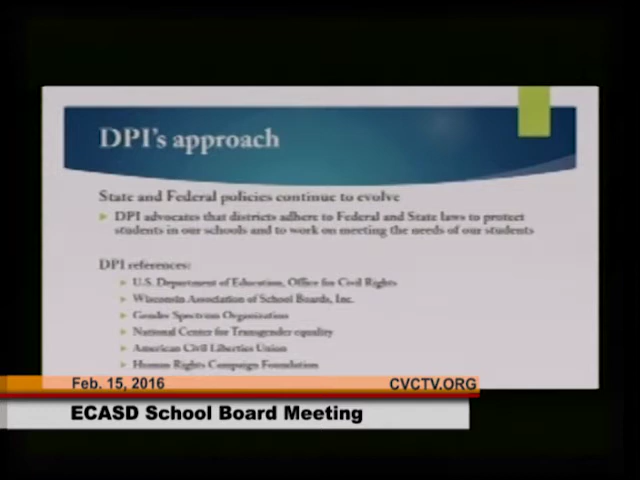 DPI's approach
State and Federal policies continue to evolve
DPI advocates that districts adhere to Federal and State laws to protect
students in our schools and to work on meeting the needs of our students
DPI references:
U.S. Department of Education, Office for Civil Rights
Wisconsin Association of School Boards, Inc.
Gender Spectrum Organization
National Center for Transgender equality
American Civil Liberties Union
Human Rights Campaign Foundation
Feb. 15, 2016 CVCTV.ORG
ECASD School Board Meeting